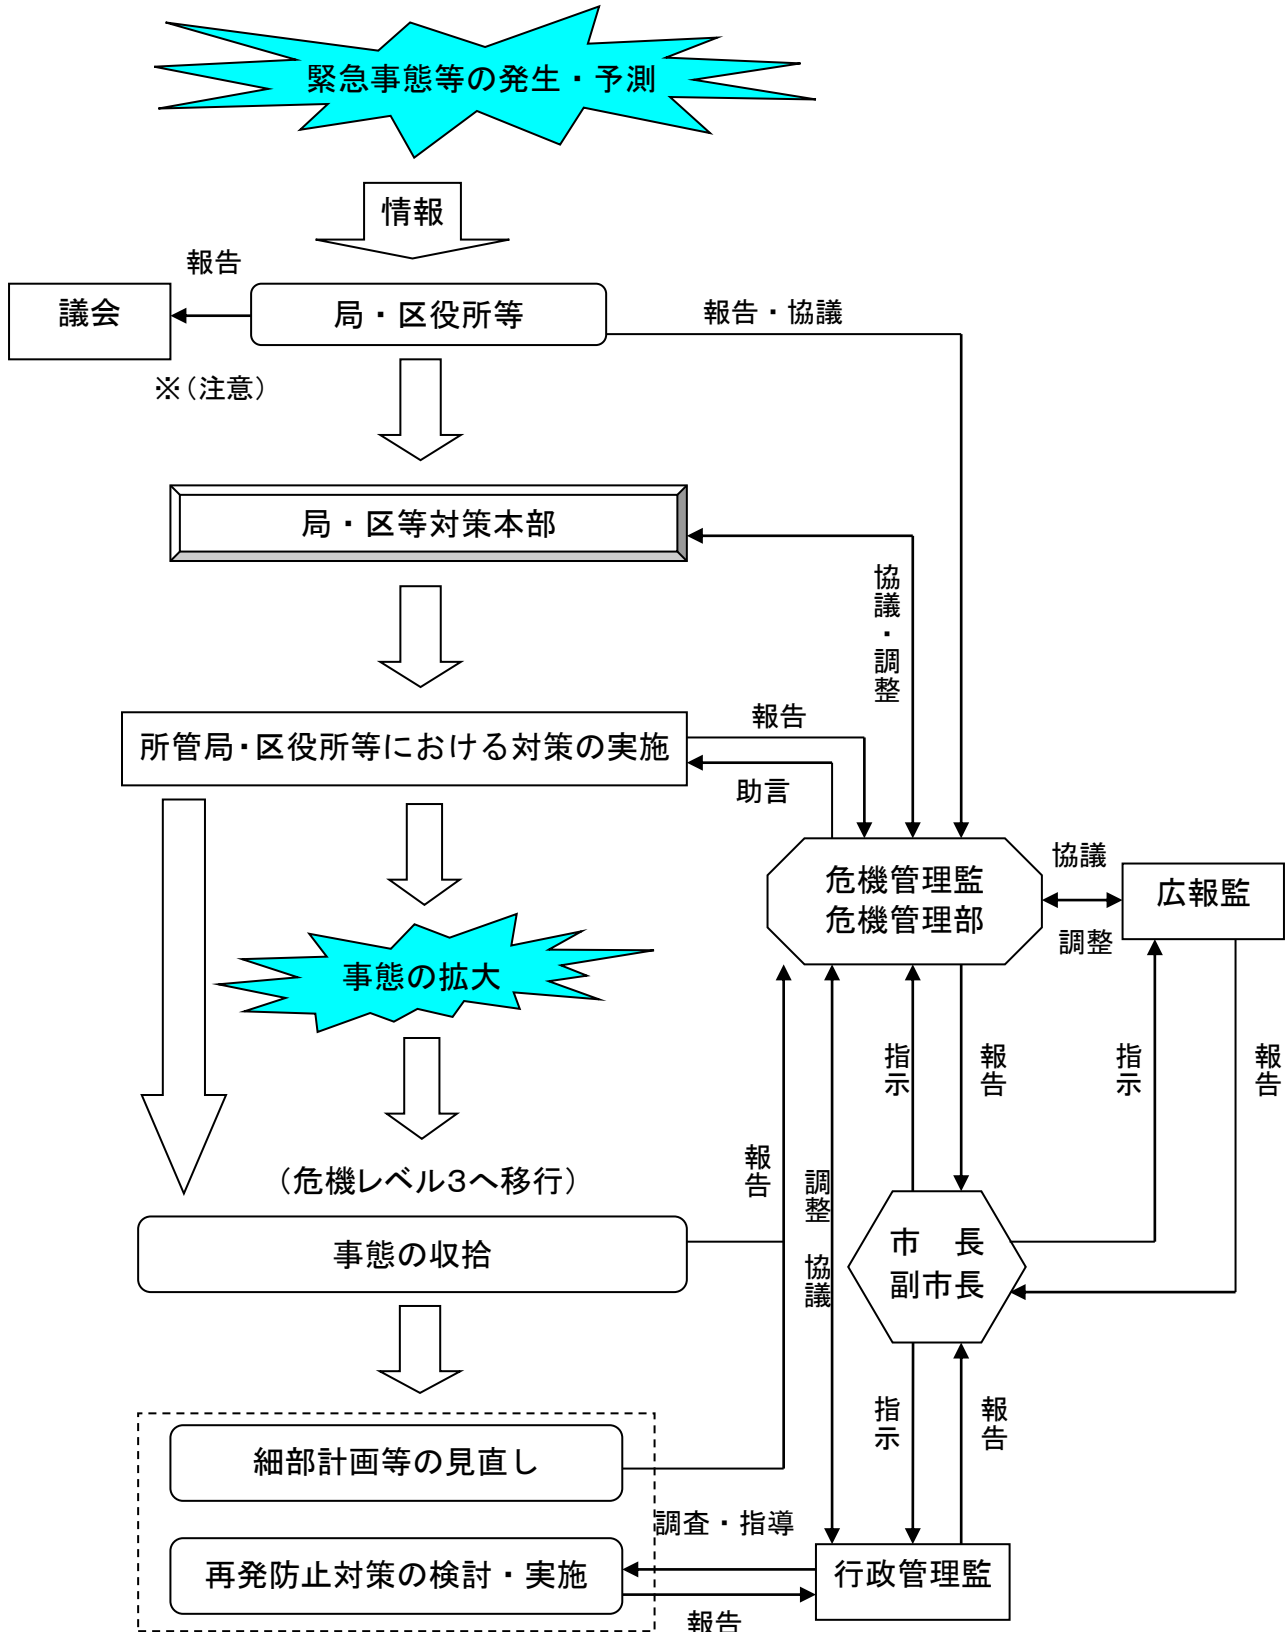 緊急事態等の発生・予測
情報
報告
議会
局・区役所等
報告・協議
※（注意）
局・区等対策本部
協議・調整
所管局・区役所等における対策の実施
報告
助言
危機管理監
危機管理部
協議
調整
広報監
事態の拡大
指示
報告
指示
報告
（危機レベル３へ移行）
報告
調整　協議
事態の収拾
市　長
副市長
指示
報告
細部計画等の見直し
調査・指導
再発防止対策の検討・実施
行政管理監
報告